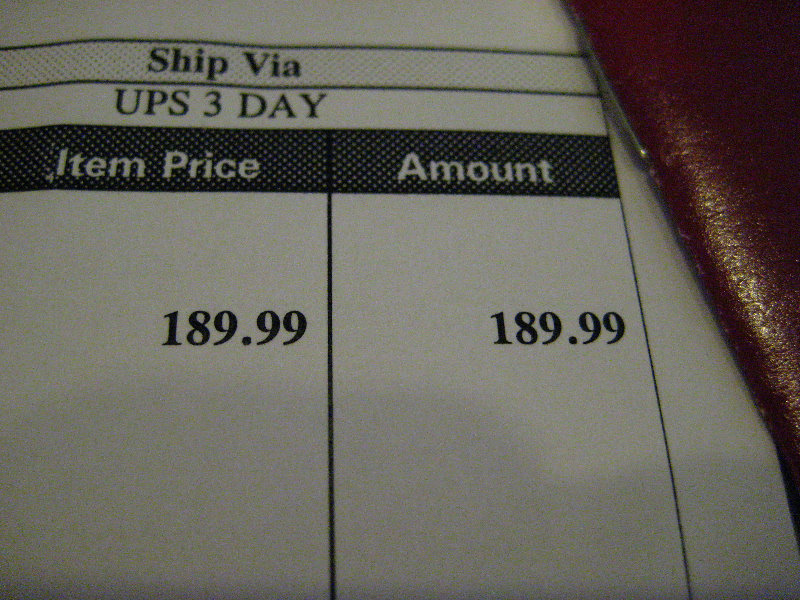 Ship Via
UPS 3 DAY
Item Price Amount
189.99 189.99